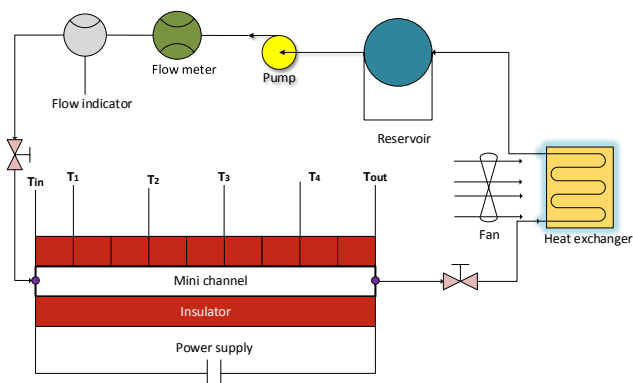 Flow meter
Pump
Flow indicator
Reservoir
Tin
T1
T2
T3
T4
Tout
Fan
Heat exchanger
Mini channel
Insulator
Power supply